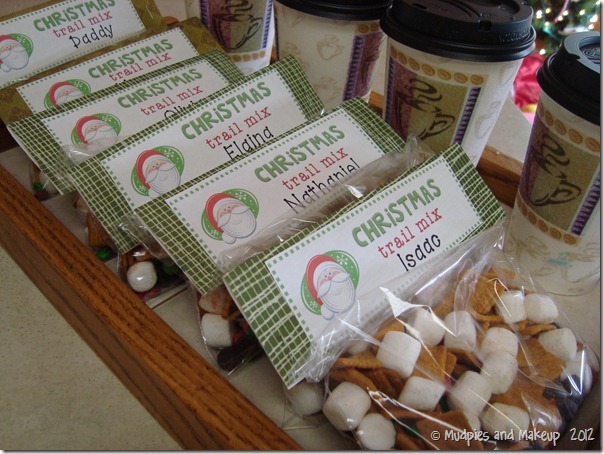 CHRISTMAS
trail mix
Daddy
CHRISTMAS
trail mix
CHRISTMAS
trail mix
CHRISTMAS
trail mix
Elaina
CHRISTMAS
trail mix
Nathaniel
CHRISTMAS
trail mix
Isaac
© Mudpies and Makeup 2012